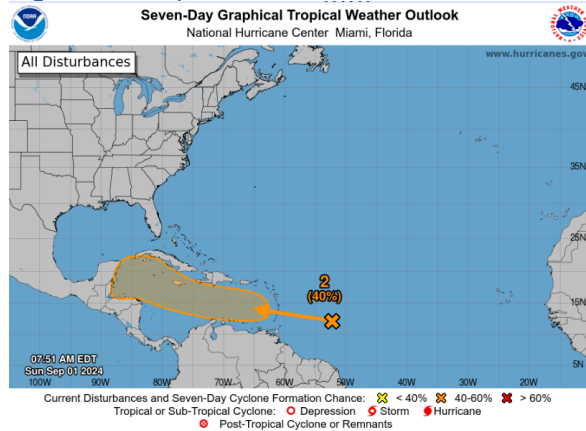 Seven-Day Graphical Tropical Weather Outlook
National Hurricane Center Miami, Florida
NOAA
www.hurricanes.gov
All Disturbances
45N
35N
25N
15N
5N
2
(40%)
07:51 AM EDT
Sun Sep 01 2024
100W 90W 80W 70W 60W 50W 40W 30W 20W
Current Disturbances and Seven-Day Cyclone Formation Chance: < 40% 40-60% > 60%
Tropical or Sub-Tropical Cyclone: Depression Storm Hurricane
Post-Tropical Cyclone or Remnants